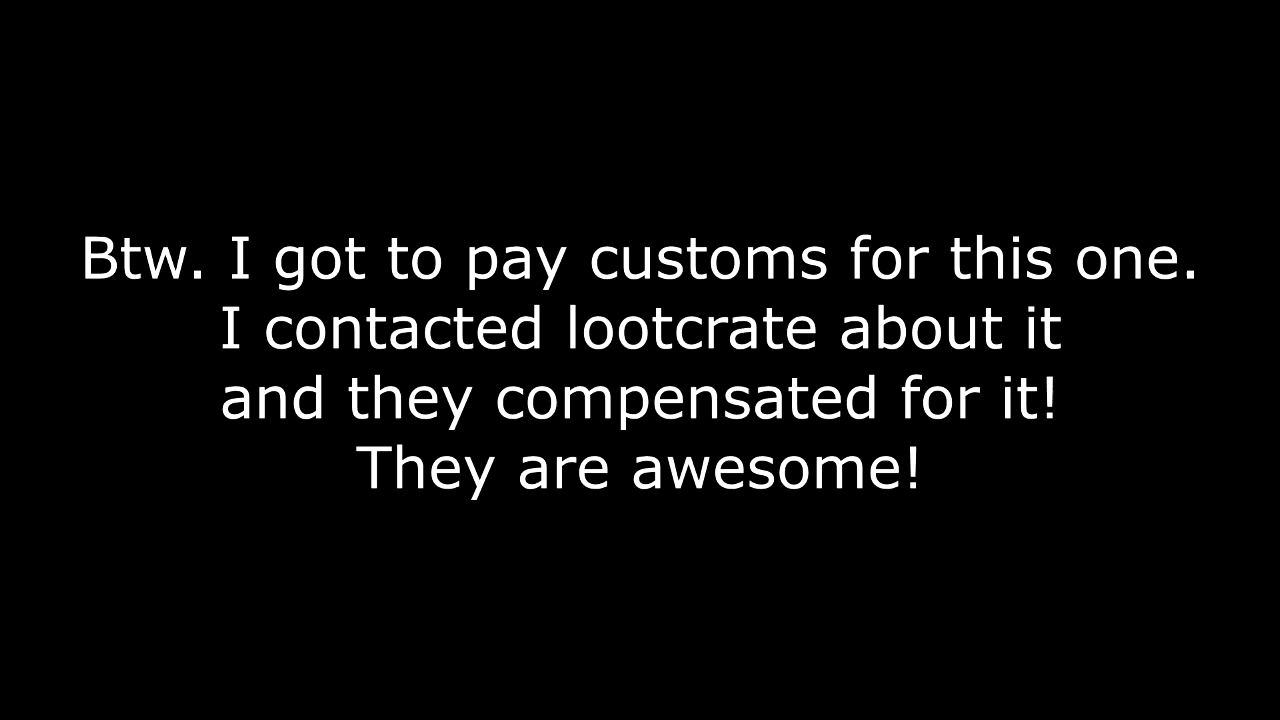 Btw. I got to pay customs for this one.
I contacted lootcrate about it
and they compensated for it!
They are awesome!